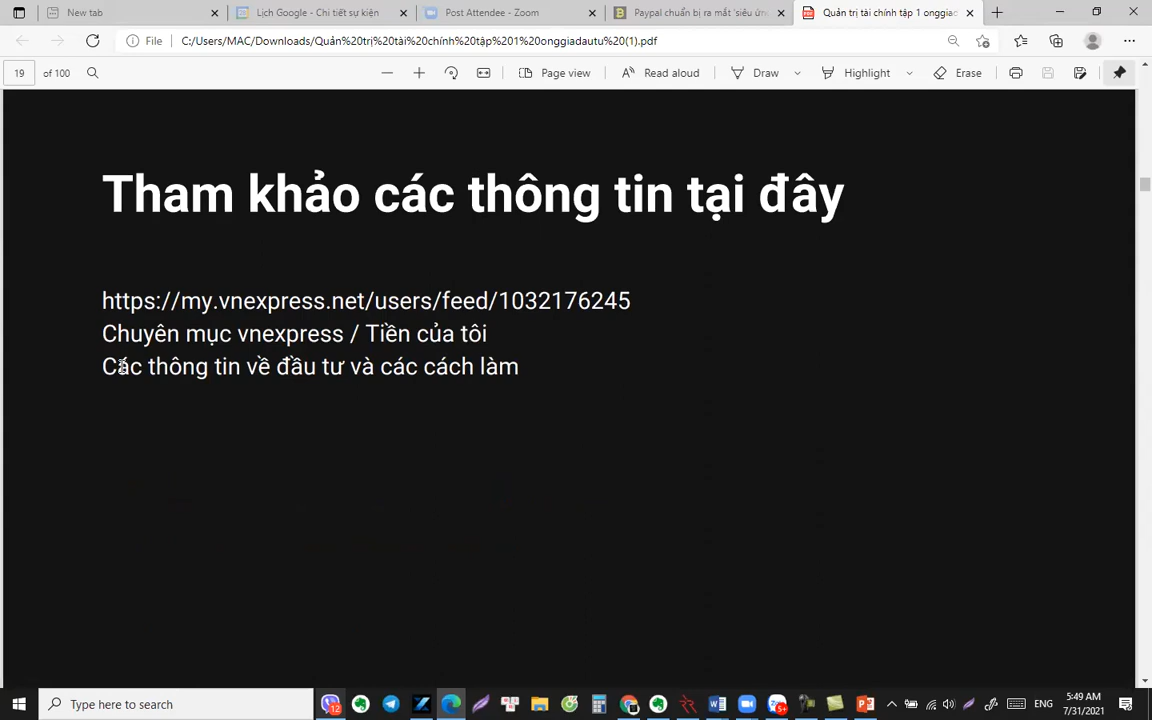 New tab
Lịch Google - Chi tiết sự kiện
Post Attendee - Zoom
Paypal chuẩn bị ra mắt 'siêu ứn
Quản trị tài chính tập 1 onggiad
File
C:/Users/MAC/Downloads/Quản%20trị%20tài%20chính%20tập%201%20onggiadautu%20(1).pdf
19 of 100
Page view
Read aloud
Draw
Highlight
Erase
Tham khảo các thông tin tại đây
https://my.vnexpress.net/users/feed/1032176245
Chuyên mục vnexpress / Tiền của tôi
Các thông tin về đầu tư và các cách làm
Type here to search
12
5+
ENG
5:49 AM
7/31/2021